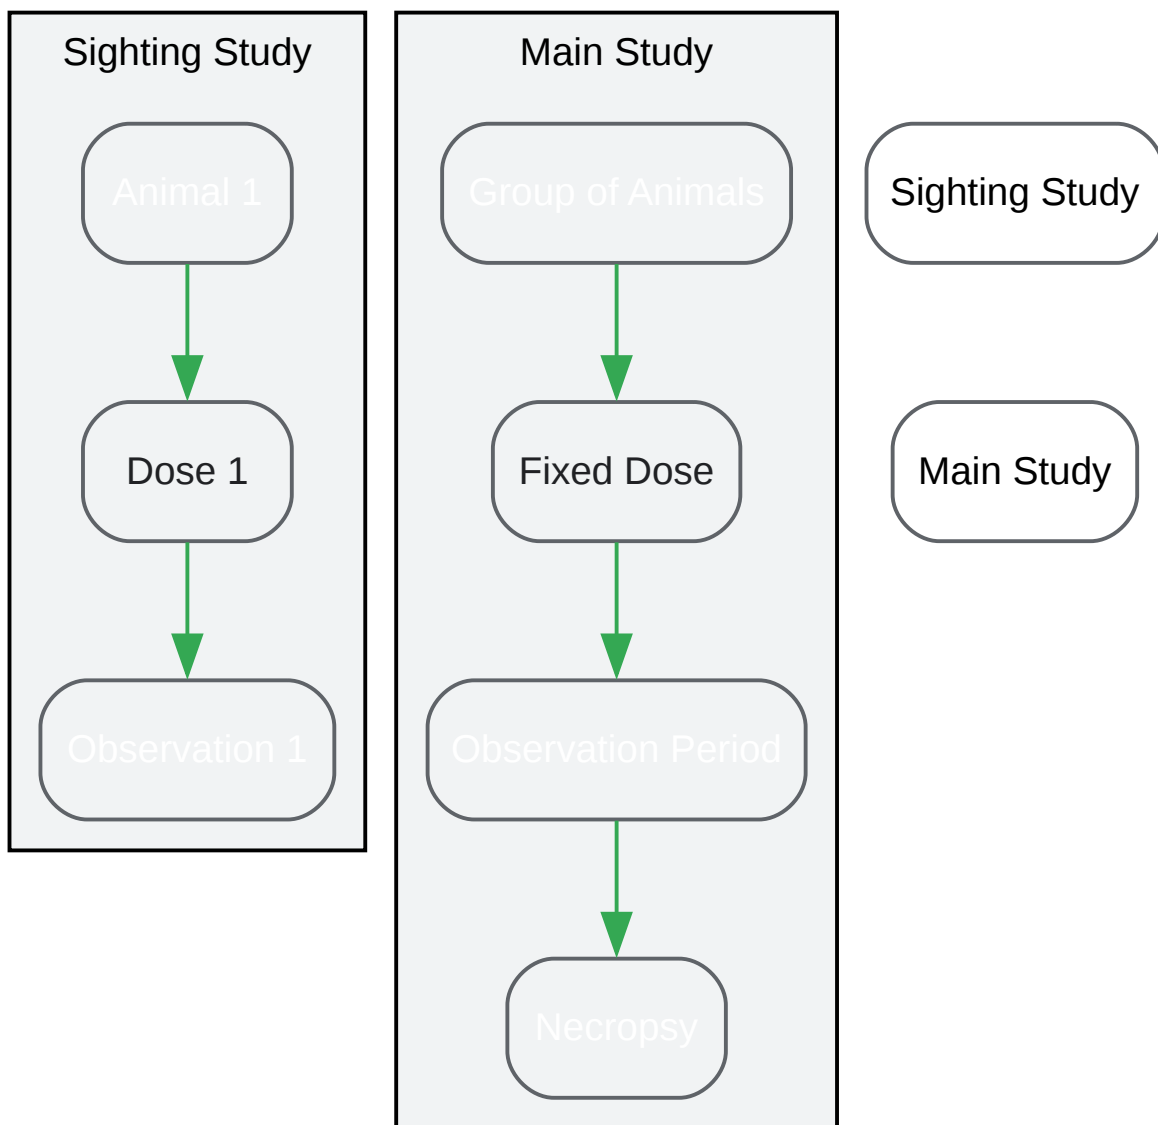 Sighting Study
Main Study
Animal 1
Group of Animals
Sighting Study
Dose 1
Fixed Dose
Main Study
Observation 1
Observation Period
Necropsy